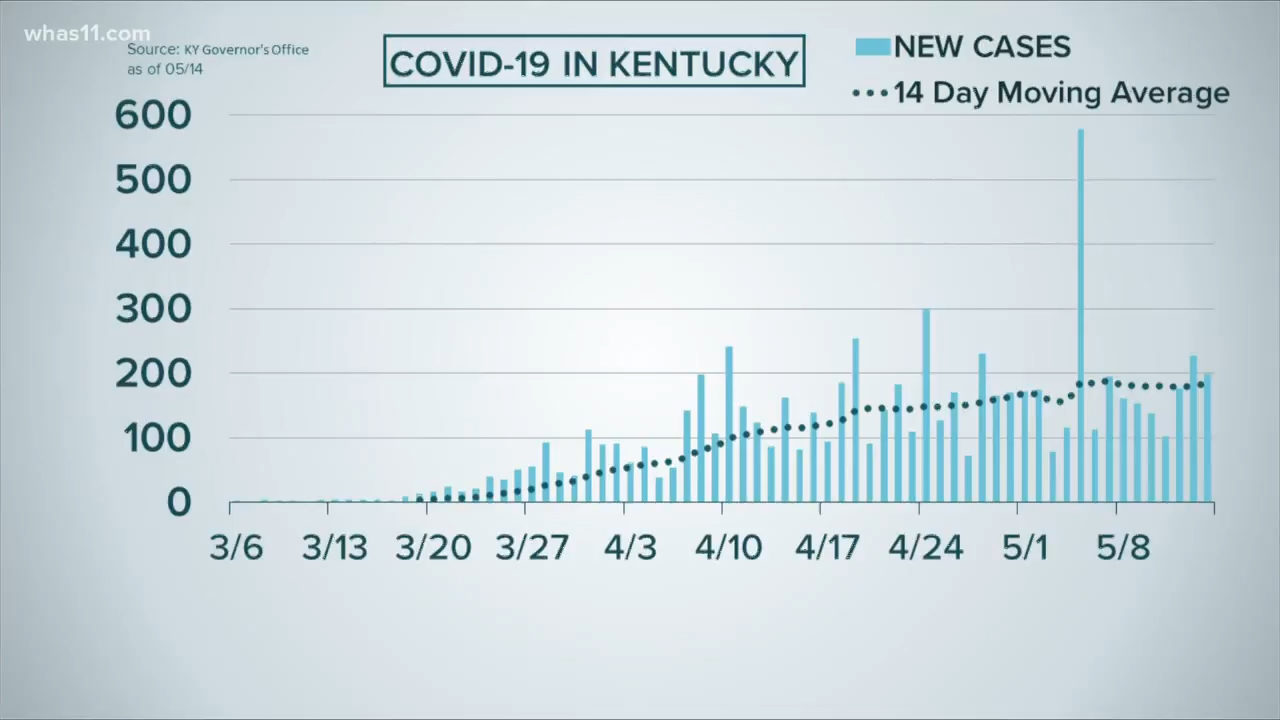 whas11.com
Source: KY Governor's Office
as of 05/14
COVID-19 IN KENTUCKY
NEW CASES
14 Day Moving Average
600
500
400
300
200
100
0
3/6 3/13 3/20 3/27 4/3 4/10 4/17 4/24 5/1 5/8